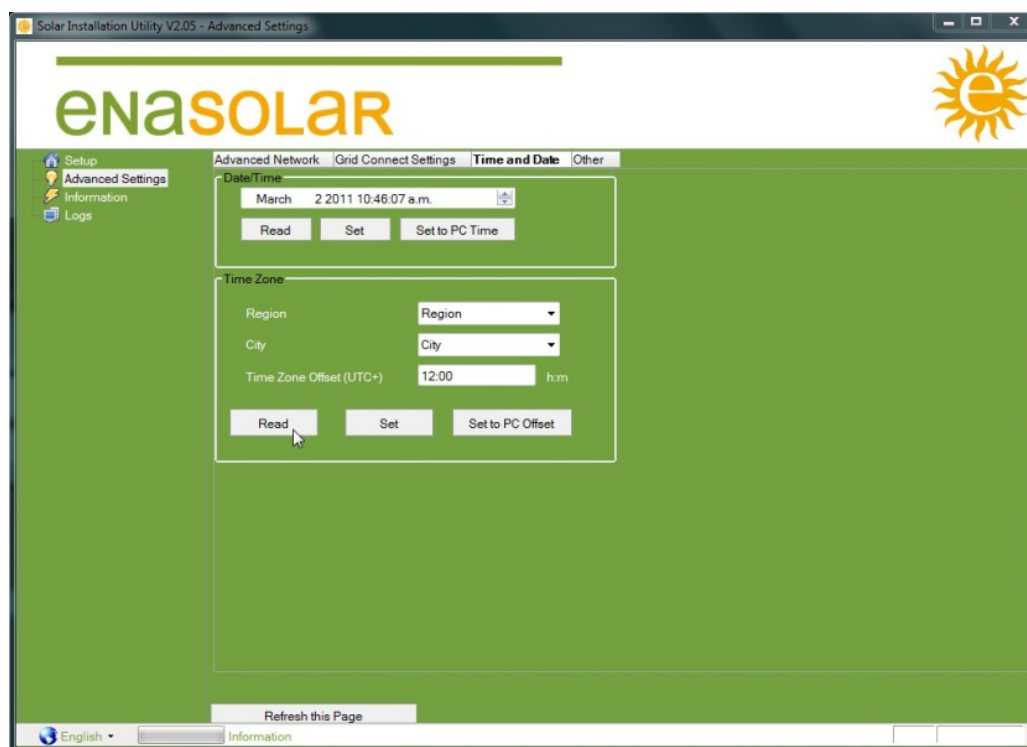 Solar Installation Utility V2.05 - Advanced Settings
enasolar
Setup
Advanced Settings
Information
Logs
Advanced Network Grid Connect Settings Time and Date Other
Date/Time
March 2 2011 10:46:07 a.m.
Read Set Set to PC Time
Time Zone
Region Region
City City
Time Zone Offset (UTC+) 12:00 h:m
Read Set Set to PC Offset
Refresh this Page
English Information